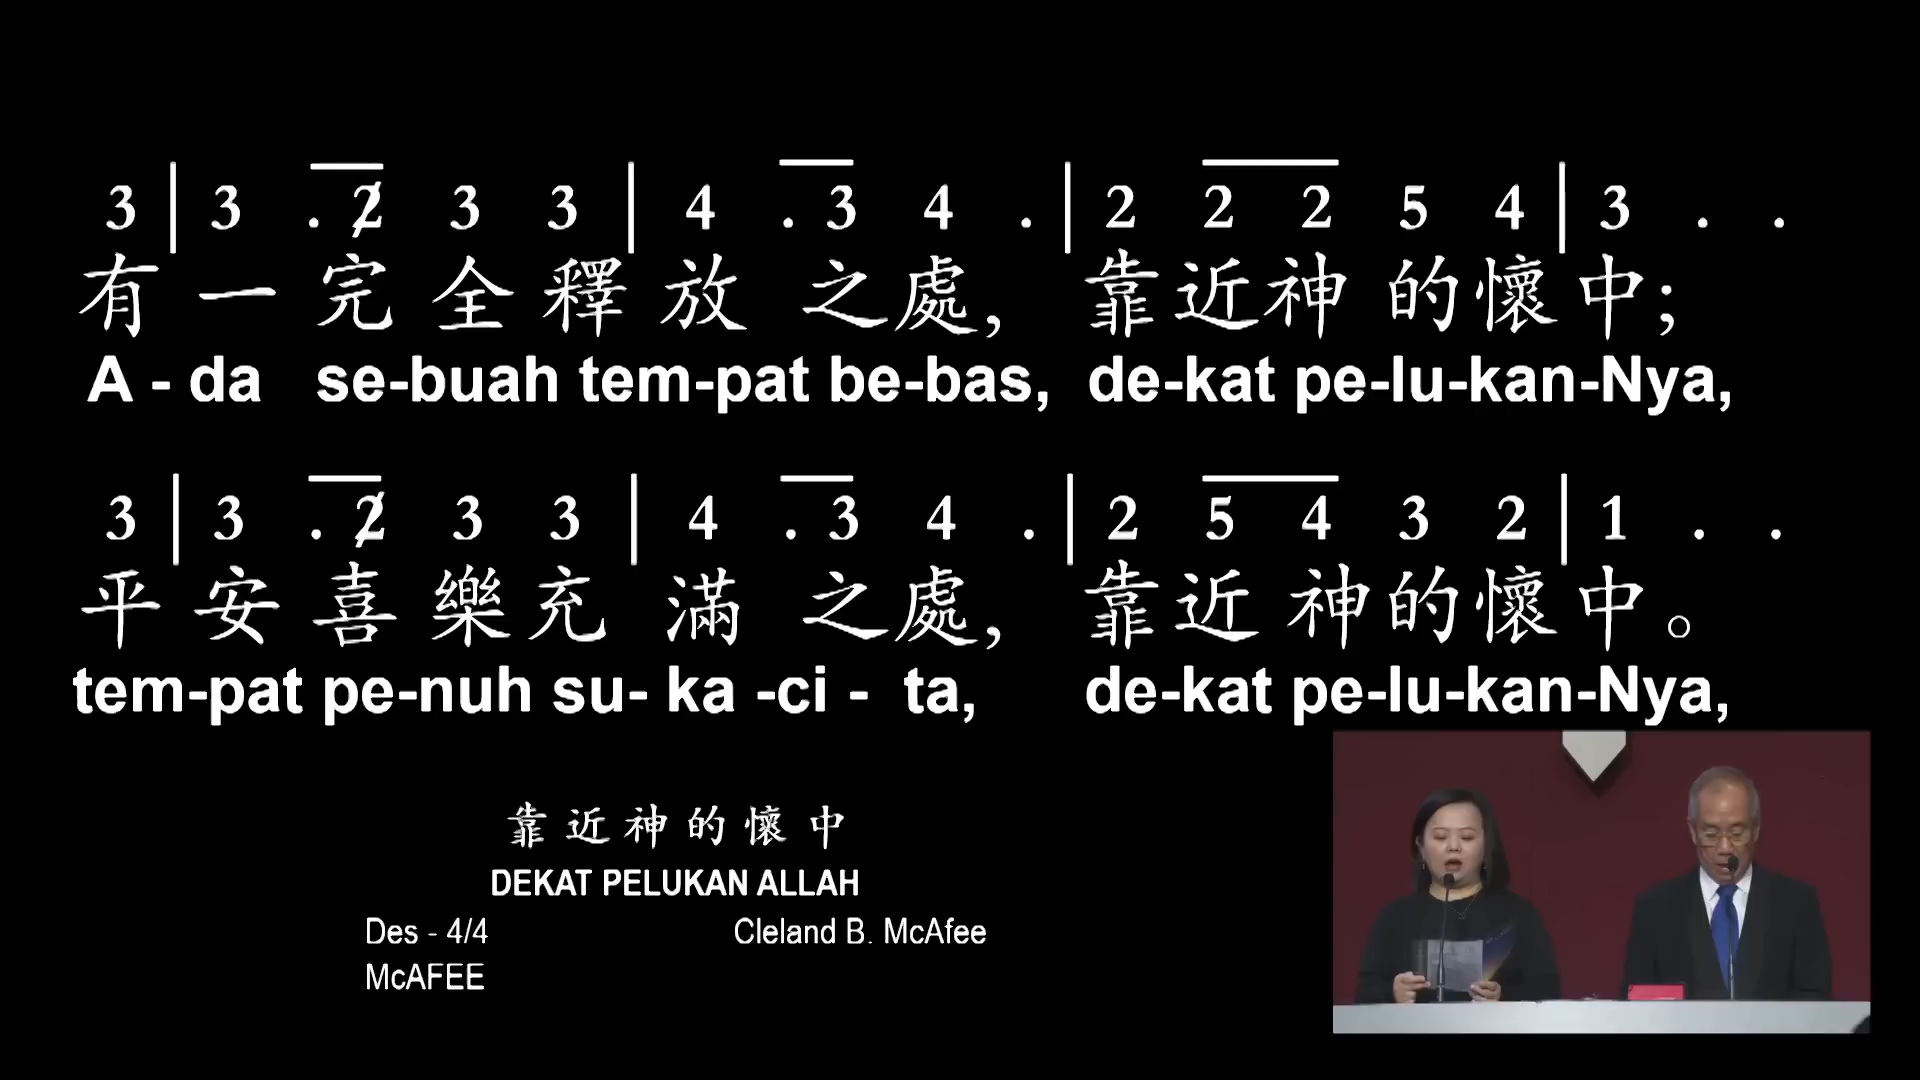 3 | 3 . 2̸ 3 3 | 4 . 3 4 . | 2 2 2 5 4 | 3 . .
有一完全釋放之處,靠近神的懷中;
A - da se-buah tem-pat be-bas, de-kat pe-lu-kan-Nya,
3 | 3 . 2̸ 3 3 | 4 . 3 4 . | 2 5 4 3 2 | 1 . .
平安喜樂充滿之處,靠近神的懷中。
tem-pat pe-nuh su- ka -ci - ta, de-kat pe-lu-kan-Nya,
靠近神的懷中
DEKAT PELUKAN ALLAH
Des - 4/4 Cleland B. McAfee
McAFEE